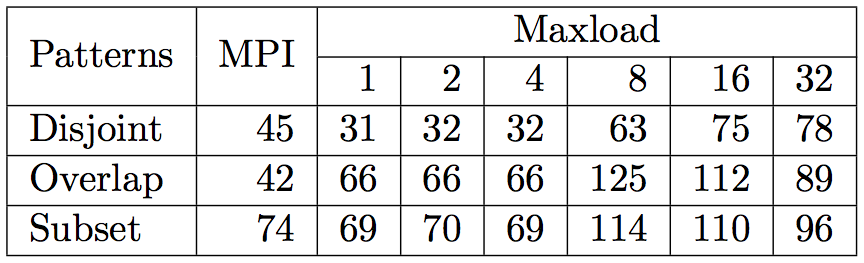 Patterns MPI Maxload
1 2 4 8 16 32
Disjoint 45 31 32 32 63 75 78
Overlap 42 66 66 66 125 112 89
Subset 74 69 70 69 114 110 96